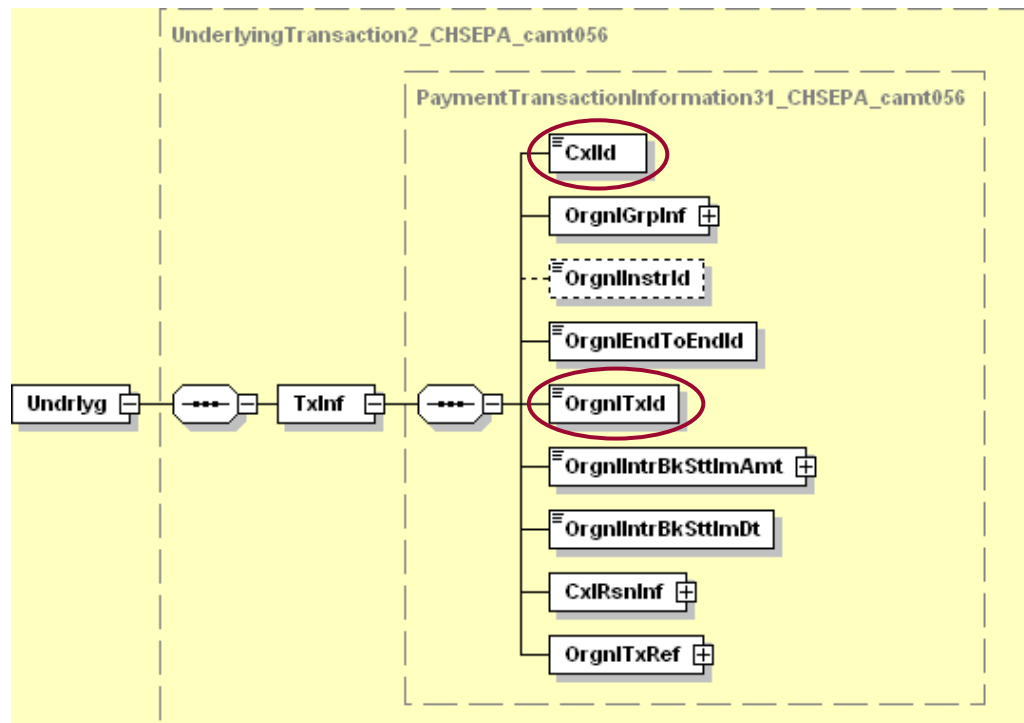 UnderlyingTransaction2_CHSEPA_camt056
PaymentTransactionInformation31_CHSEPA_camt056
CxlId
OrgnlGrpInf
OrgnlInstrId
OrgnlEndToEndId
Undrlyg
TxInf
OrgnlTxId
OrgnlIntrBkSttlmAmt
OrgnlIntrBkSttlmDt
CxlRsnInf
OrgnlTxRef